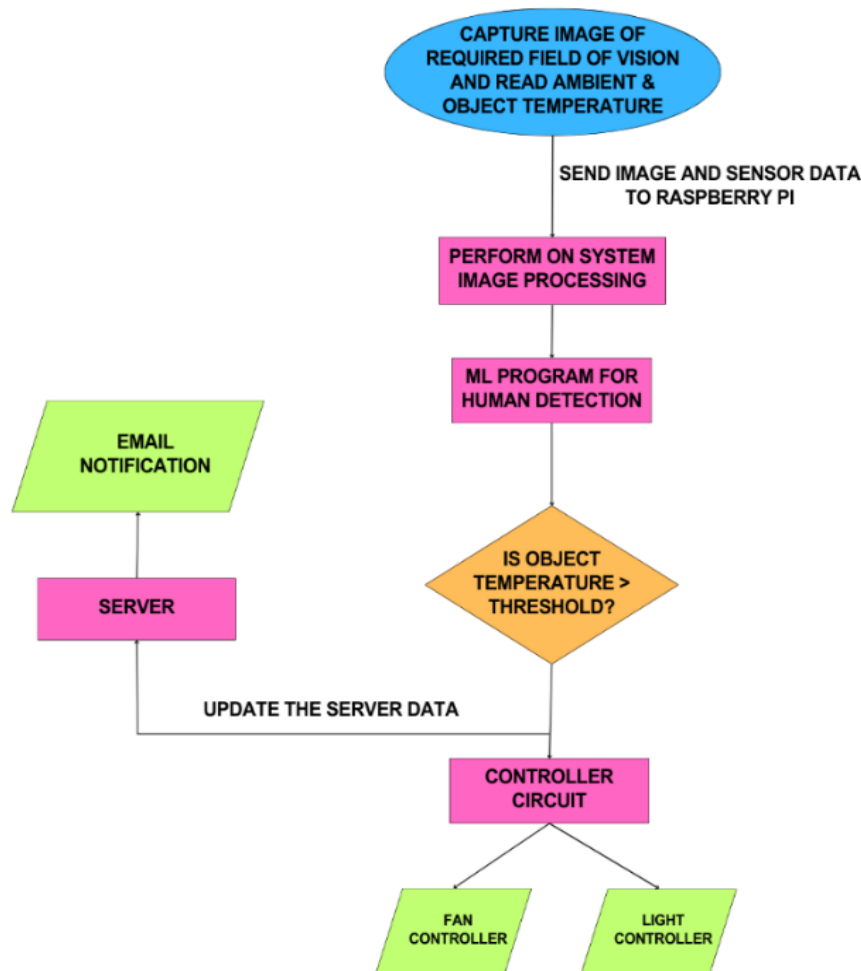 CAPTURE IMAGE OF
REQUIRED FIELD OF VISION
AND READ AMBIENT &
OBJECT TEMPERATURE
SEND IMAGE AND SENSOR DATA
TO RASPBERRY PI
PERFORM ON SYSTEM
IMAGE PROCESSING
ML PROGRAM FOR
HUMAN DETECTION
EMAIL
NOTIFICATION
IS OBJECT
TEMPERATURE >
THRESHOLD?
SERVER
UPDATE THE SERVER DATA
CONTROLLER
CIRCUIT
FAN
CONTROLLER
LIGHT
CONTROLLER